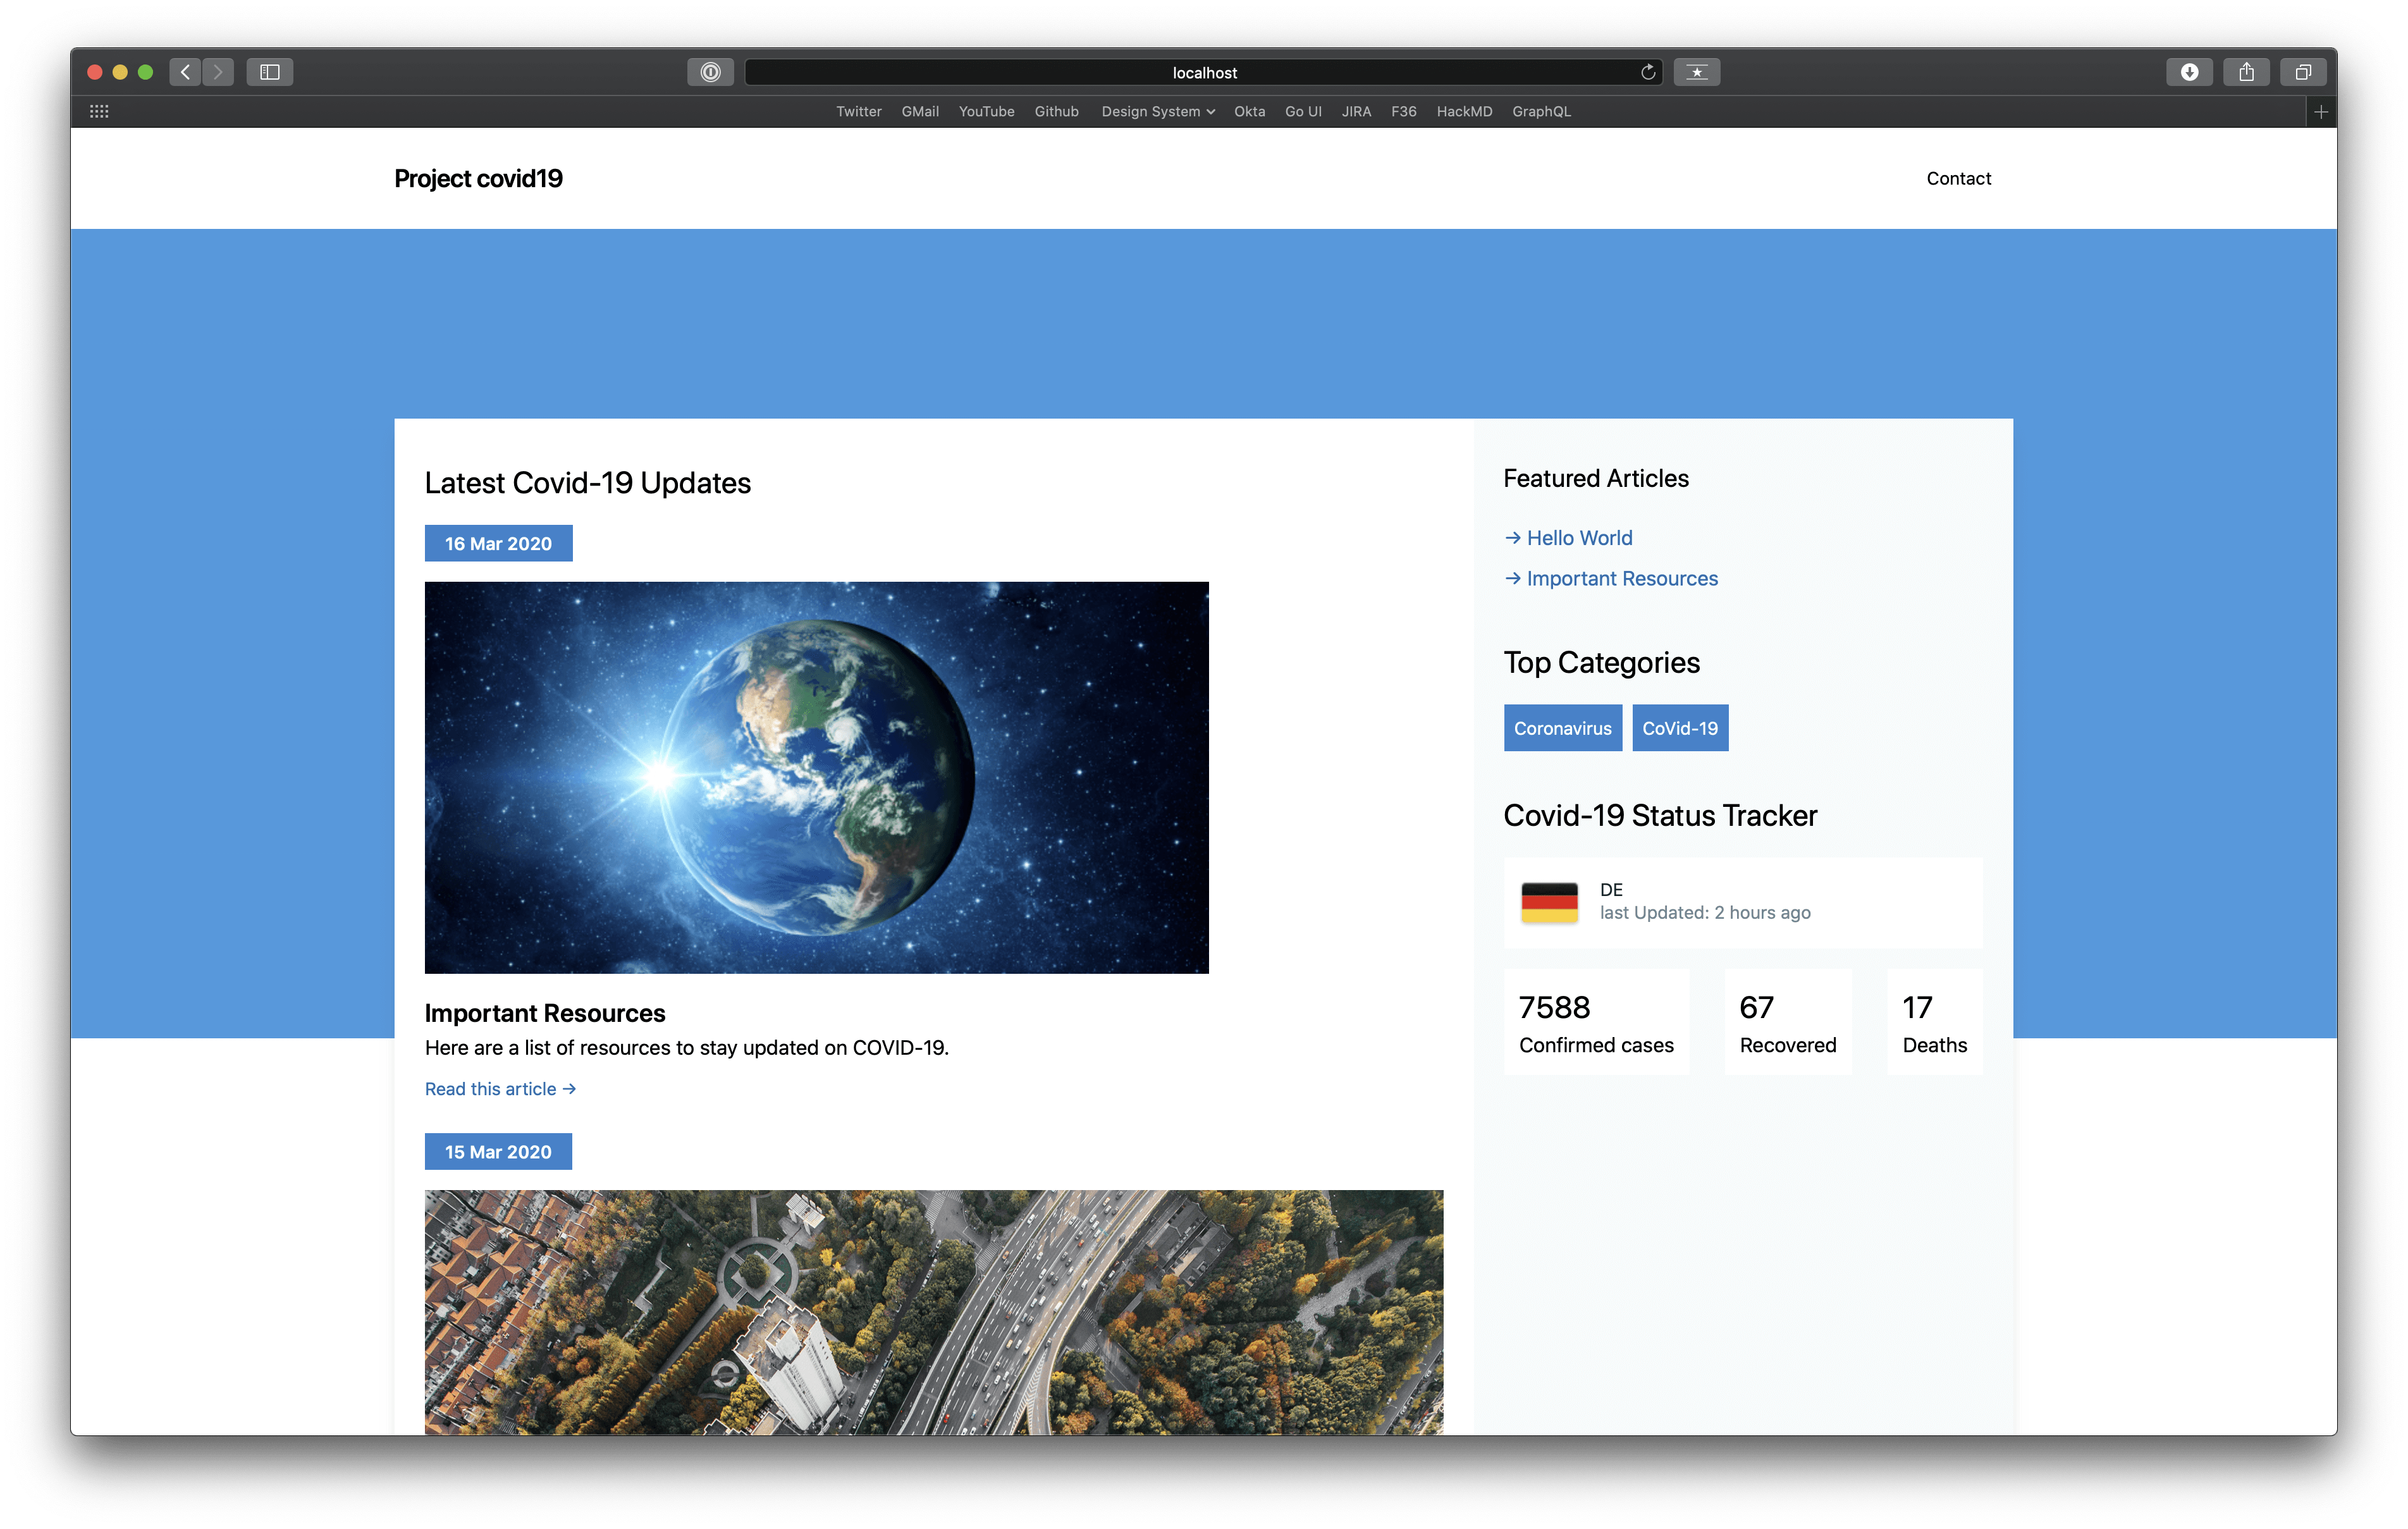 localhost
Twitter GMail YouTube Github Design System Okta Go UI JIRA F36 HackMD GraphQL
Project covid19
Contact
Latest Covid-19 Updates
16 Mar 2020
Important Resources
Here are a list of resources to stay updated on COVID-19.
Read this article →
15 Mar 2020
Featured Articles
→ Hello World
→ Important Resources
Top Categories
Coronavirus CoVid-19
Covid-19 Status Tracker
DE
last Updated: 2 hours ago
7588
Confirmed cases
67
Recovered
17
Deaths